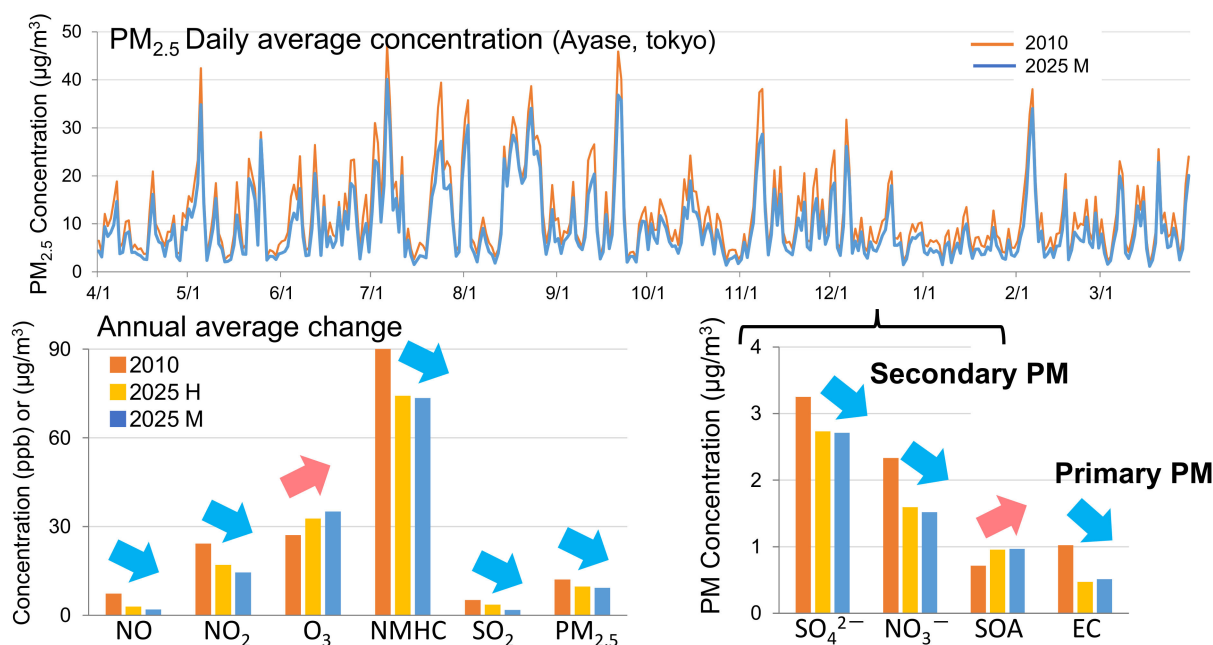 PM2.5 Daily average concentration (Ayase, tokyo)
PM2.5 Concentration (μg/m³)
50
40
30
20
10
0
2010
2025 M
4/1 5/1 6/1 7/1 8/1 9/1 10/1 11/1 12/1 1/1 2/1 3/1
Annual average change
Concentration (ppb) or (μg/m³)
90
60
30
0
2010
2025 H
2025 M
NO NO2 O3 NMHC SO2 PM2.5
PM Concentration (μg/m³)
4
3
2
1
0
Secondary PM
Primary PM
SO4²⁻ NO3⁻ SOA EC